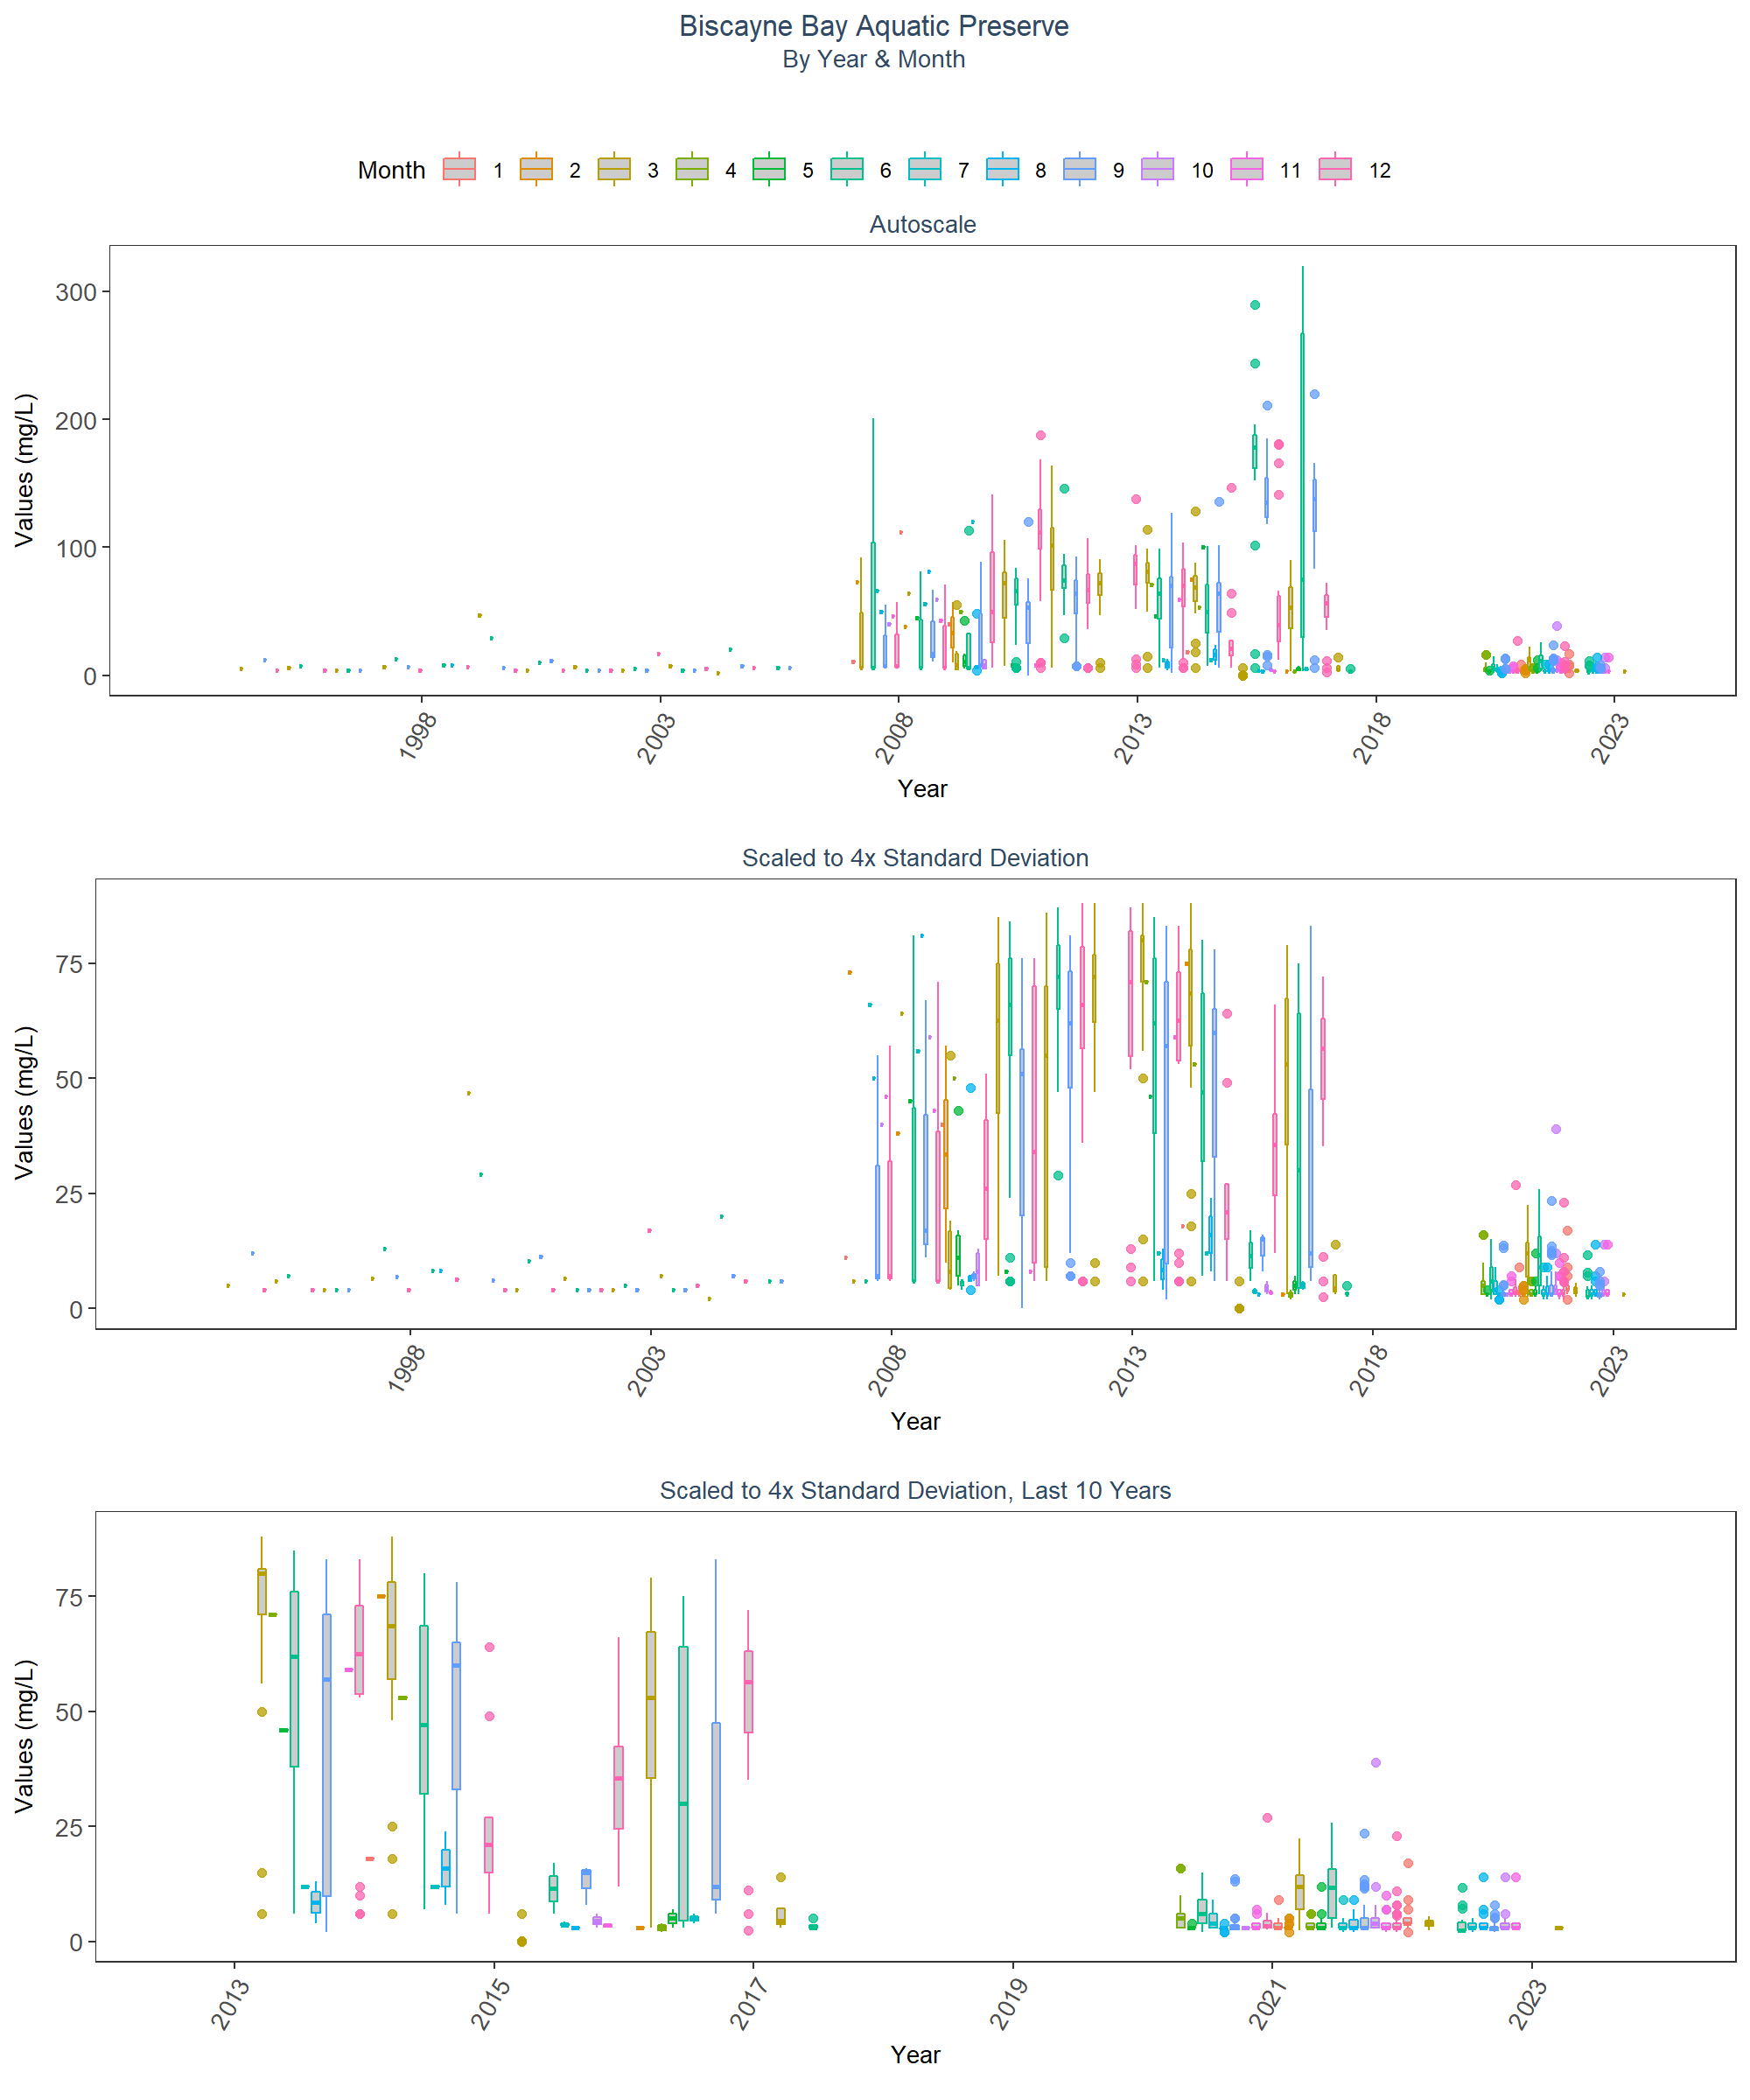 Biscayne Bay Aquatic Preserve
By Year & Month
Month 1 2 3 4 5 6 7 8 9 10 11 12
Autoscale
Values (mg/L)
300
200
100
0
1998 2003 2008 2013 2018 2023
Year
Scaled to 4x Standard Deviation
Values (mg/L)
75
50
25
0
1998 2003 2008 2013 2018 2023
Year
Scaled to 4x Standard Deviation, Last 10 Years
Values (mg/L)
75
50
25
0
2013 2015 2017 2019 2021 2023
Year